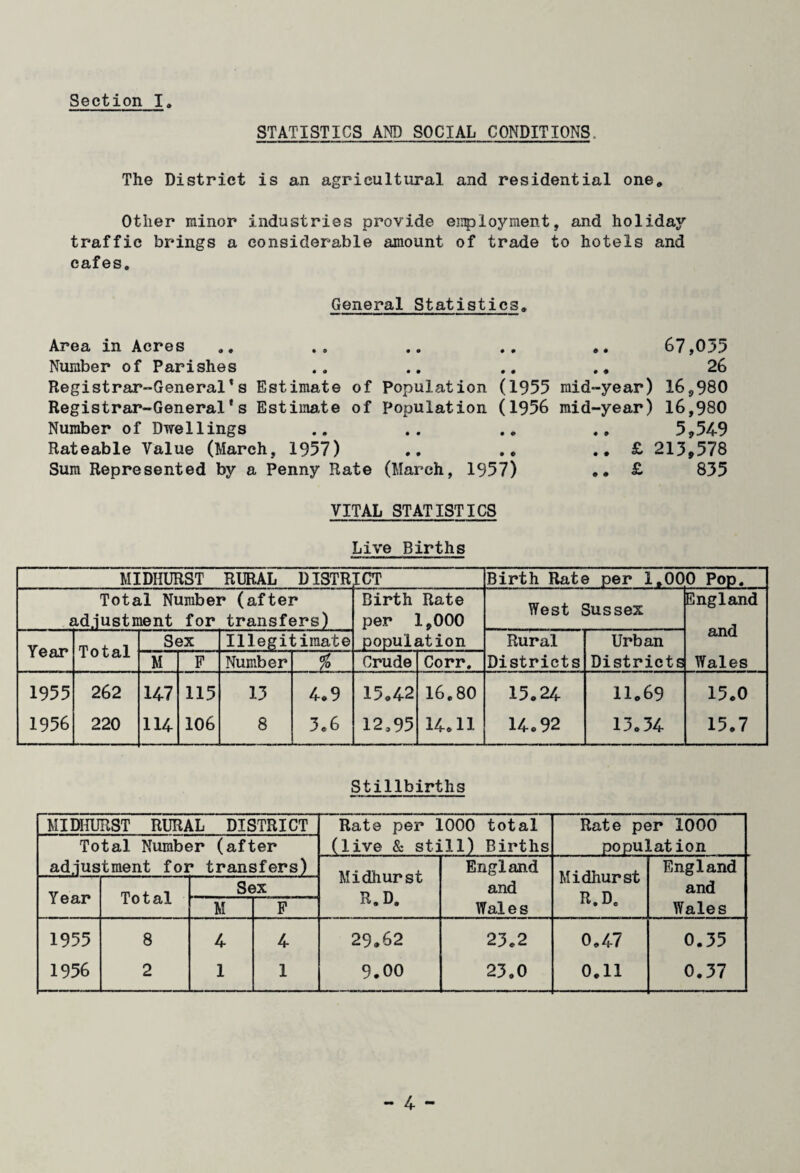 Section I.
STATISTICS AND SOCIAL CONDITIONS.
The District is an agricultural and residential one.
Other minor industries provide employment, and holiday
traffic brings a considerable amount of trade to hotels and
cafes.
General Statistics.
Area in Acres .. .. .. .. .. 67,035
Number of Parishes .. .. .. .. 26
Registrar-General's Estimate of Population (1955 mid-year) 16,980
Registrar-General's Estimate of Population (1956 mid-year) 16,980
Number of Dwellings .. .. .. .. 5,549
Rateable Value (March, 1957) .. .. .. £ 213,578
Sum Represented by a Penny Rate (March, 1957) .. £ 835
VITAL STATISTICS
Live Births
MIDHURST RURAL DISTRICT Birth Rate per 1,000 Pop.
Total Number (after Birth Rate West Sussex England
adjustment for transfers) per 1,000 and
Year Total Sex Illegitimate population Rural Urban
M F Number % Crude Corr. Districts Districts Wales
1955 262 147 115 13 4.9 15.42 16.80 15.24 11.69 15.0
1956 220 114 106 8 3.6 12.95 14.11 14.92 13.34 15.7
Stillbirths
MIDHURST RURAL DISTRICT Rate per 1000 total Rate per 1000
Total Number (after (live & still) Births population
adjustment for transfers) Midhurst England Midhurst England
Year Total Sex R.D. and R.D. and
M F Wales Wales
1955 8 4 4 29.62 23.2 0.47 0.35
1956 2 1 1 9.00 23.0 0.11 0.37
- 4 -